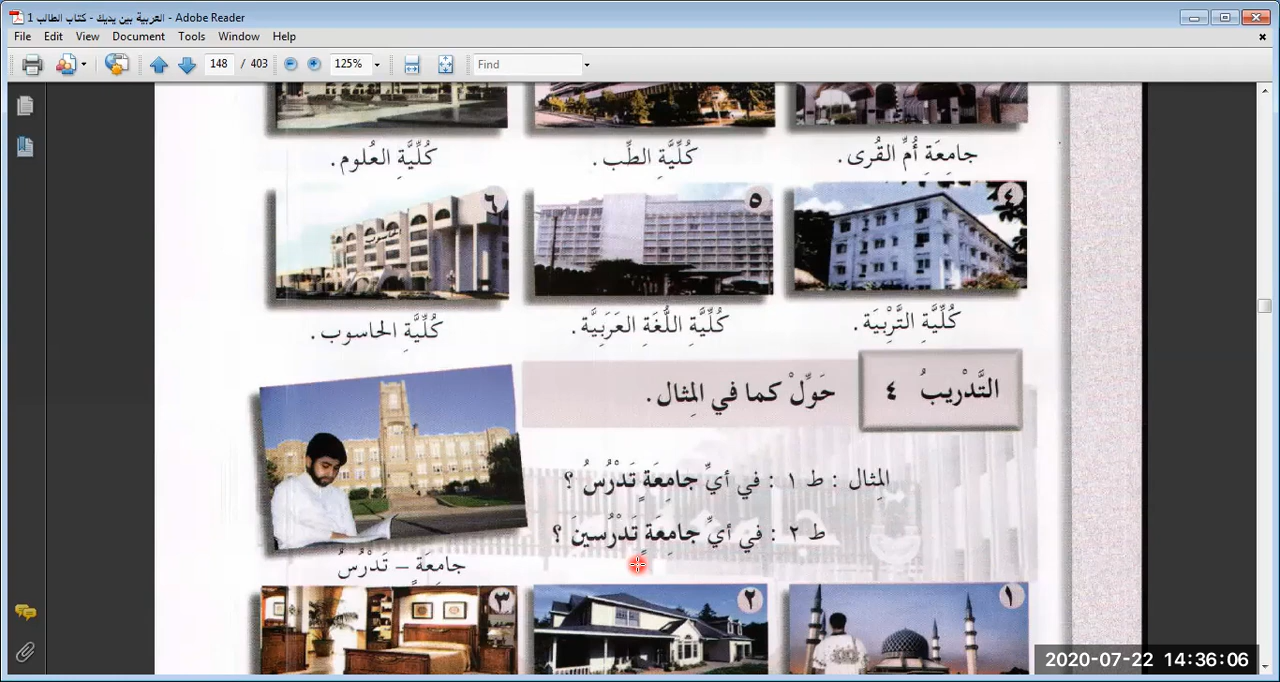 العربية بين يديك - كتاب الطالب 1 - Adobe Reader
File Edit View Document Tools Window Help
148 / 403 125% Find
جامِعَةِ أُمِّ القُرى .
كُلِّيَّةِ الطِّب .
كُلِّيَّةِ العُلوم .
٤
٥
٦
الحاسوب
كُلِّيَّةِ التَّرْبِيَة .
كُلِّيَّةِ اللُّغَةِ العَرَبِيَّة .
كُلِّيَّةِ الحاسوب .
التَّدْريبُ ٤
حَوِّلْ كما في المِثال .
المِثال : ط ١ : في أيِّ جامِعَةٍ تَدْرُسُ ؟
ط ٢ : في أيِّ جامِعَةٍ تَدْرُسينَ ؟
جامِعَةٍ – تَدْرُسُ
١
٢
٣
2020-07-22 14:36:06